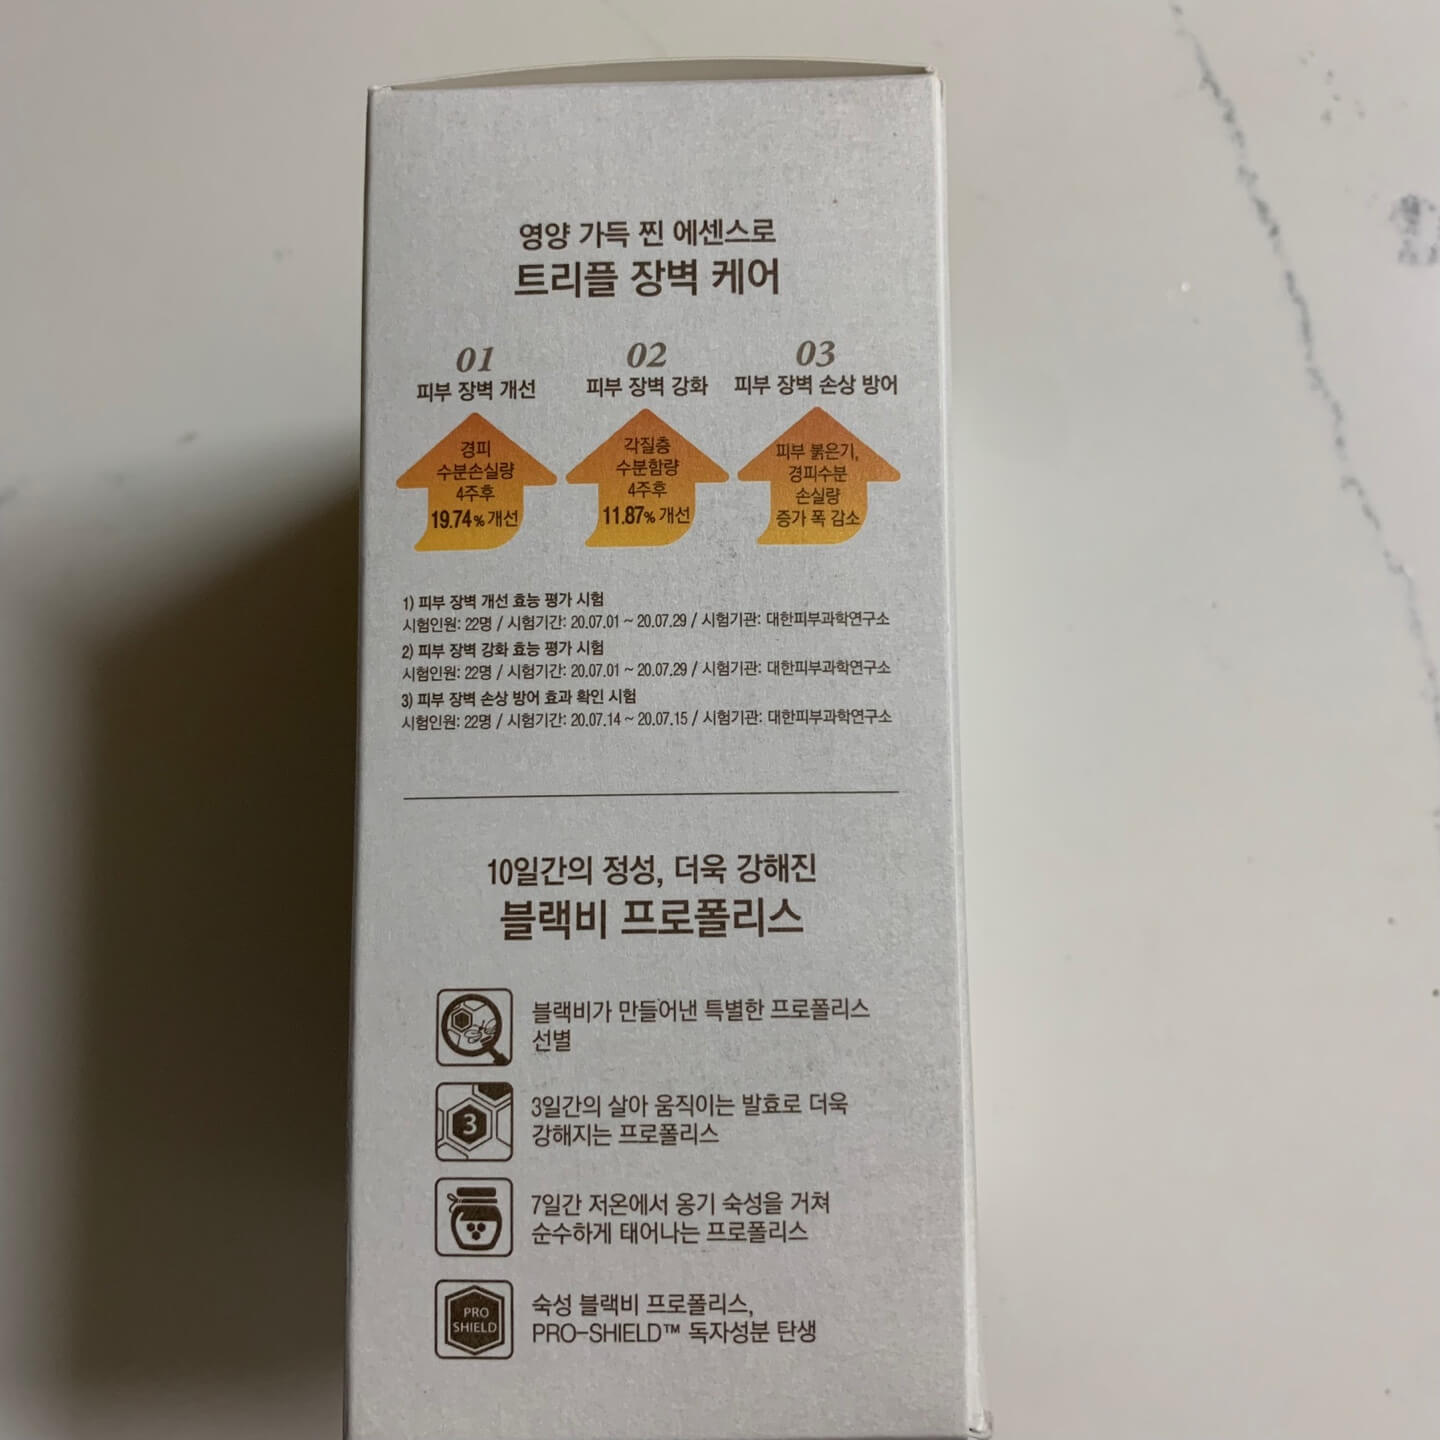 영양 가득 찐 에센스로
트리플 장벽 케어
01
피부 장벽 개선
경피
수분손실량
4주후
19.74% 개선
02
피부 장벽 강화
각질층
수분함량
4주후
11.87% 개선
03
피부 장벽 손상 방어
피부 붉은기,
경피수분
손실량
증가 폭 감소
1) 피부 장벽 개선 효능 평가 시험
시험인원: 22명 / 시험기간: 20.07.01 ~ 20.07.29 / 시험기관: 대한피부과학연구소
2) 피부 장벽 강화 효능 평가 시험
시험인원: 22명 / 시험기간: 20.07.01 ~ 20.07.29 / 시험기관: 대한피부과학연구소
3) 피부 장벽 손상 방어 효과 확인 시험
시험인원: 22명 / 시험기간: 20.07.14 ~ 20.07.15 / 시험기관: 대한피부과학연구소
10일간의 정성, 더욱 강해진
블랙비 프로폴리스
블랙비가 만들어낸 특별한 프로폴리스
선별
3
3일간의 살아 움직이는 발효로 더욱
강해지는 프로폴리스
7일간 저온에서 옹기 숙성을 거쳐
순수하게 태어나는 프로폴리스
PRO
SHIELD
숙성 블랙비 프로폴리스,
PRO-SHIELD™ 독자성분 탄생